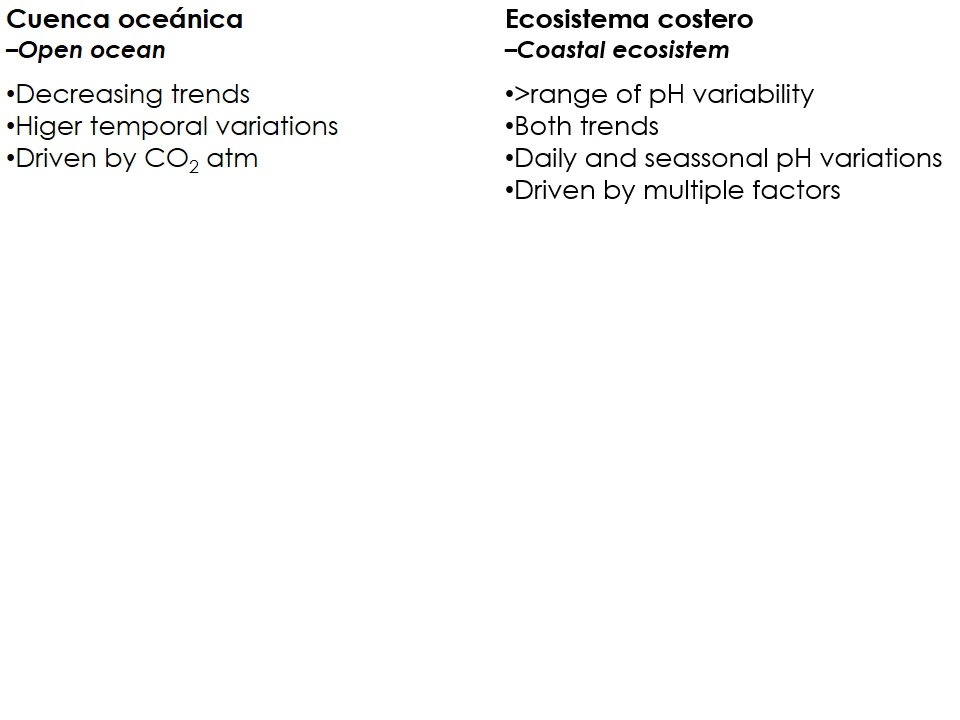 Cuenca oceánica
–Open ocean
•Decreasing trends
•Higer temporal variations
•Driven by CO₂ atm
Ecosistema costero
–Coastal ecosistem
•>range of pH variability
•Both trends
•Daily and seassonal pH variations
•Driven by multiple factors